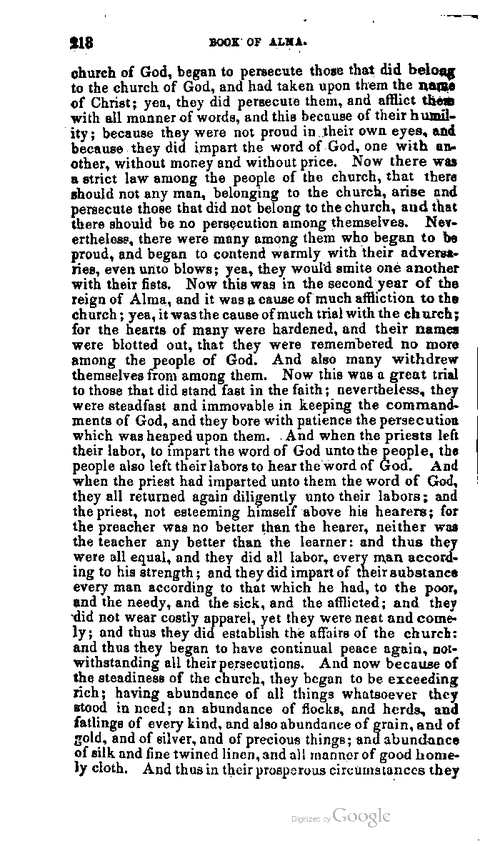 218 BOOK OF ALMA.
church of God, began to persecute those that did belong
to the church of God, and had taken upon them the name
of Christ; yea, they did persecute them, and afflict them
with all manner of words, and this because of their humil-
ity; because they were not proud in their own eyes, and
because they did impart the word of God, one with an-
other, without money and without price. Now there was
a strict law among the people of the church, that there
should not any man, belonging to the church, arise and
persecute those that did not belong to the church, and that
there should be no persecution among themselves. Nev-
ertheless, there were many among them who began to be
proud, and began to contend warmly with their adversa-
ries, even unto blows; yea, they would smite one another
with their fists. Now this was in the second year of the
reign of Alma, and it was a cause of much affliction to the
church; yea, it was the cause of much trial with the church;
for the hearts of many were hardened, and their names
were blotted out, that they were remembered no more
among the people of God. And also many withdrew
themselves from among them. Now this was a great trial
to those that did stand fast in the faith; nevertheless, they
were steadfast and immovable in keeping the command-
ments of God, and they bore with patience the persecution
which was heaped upon them. And when the priests left
their labor, to impart the word of God unto the people, the
people also left their labors to hear the word of God. And
when the priest had imparted unto them the word of God,
they all returned again diligently unto their labors; and
the priest, not esteeming himself above his hearers; for
the preacher was no better than the hearer, neither was
the teacher any better than the learner: and thus they
were all equal, and they did all labor, every man accord-
ing to his strength; and they did impart of their substance
every man according to that which he had, to the poor,
and the needy, and the sick, and the afflicted; and they
did not wear costly apparel, yet they were neat and come-
ly; and thus they did establish the affairs of the church:
and thus they began to have continual peace again, not-
withstanding all their persecutions. And now because of
the steadiness of the church, they began to be exceeding
rich; having abundance of all things whatsoever they
stood in need; an abundance of flocks, and herds, and
fatlings of every kind, and also abundance of grain, and of
gold, and of silver, and of precious things; and abundance
of silk and fine twined linen, and all manner of good home-
ly cloth. And thus in their prosperous circumstances they
Digitized by Google